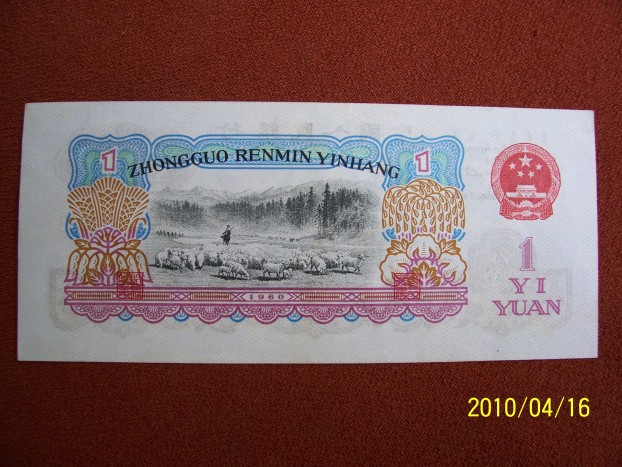 1
ZHONGGUO RENMIN YINHANG
1
1960
1
YI
YUAN
2010/04/16